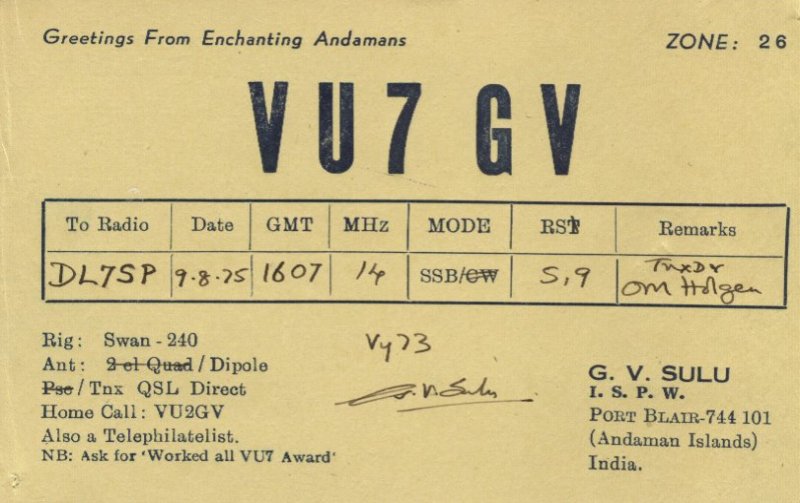 Greetings From Enchanting Andamans
ZONE: 26
VU7 GV
To Radio Date GMT MHz MODE RST Remarks
DL7SP 9.8.75 1607 14 SSB/CW 5,9 Tnx Dr
OM Holgen
Rig: Swan - 240
Ant: 2 el Quad / Dipole
Pse / Tnx QSL Direct
Home Call: VU2GV
Also a Telephilatelist.
NB: Ask for 'Worked all VU7 Award'
Vy 73
G. V. Sulu
G. V. SULU
I. S. P. W.
PORT BLAIR-744 101
(Andaman Islands)
India.